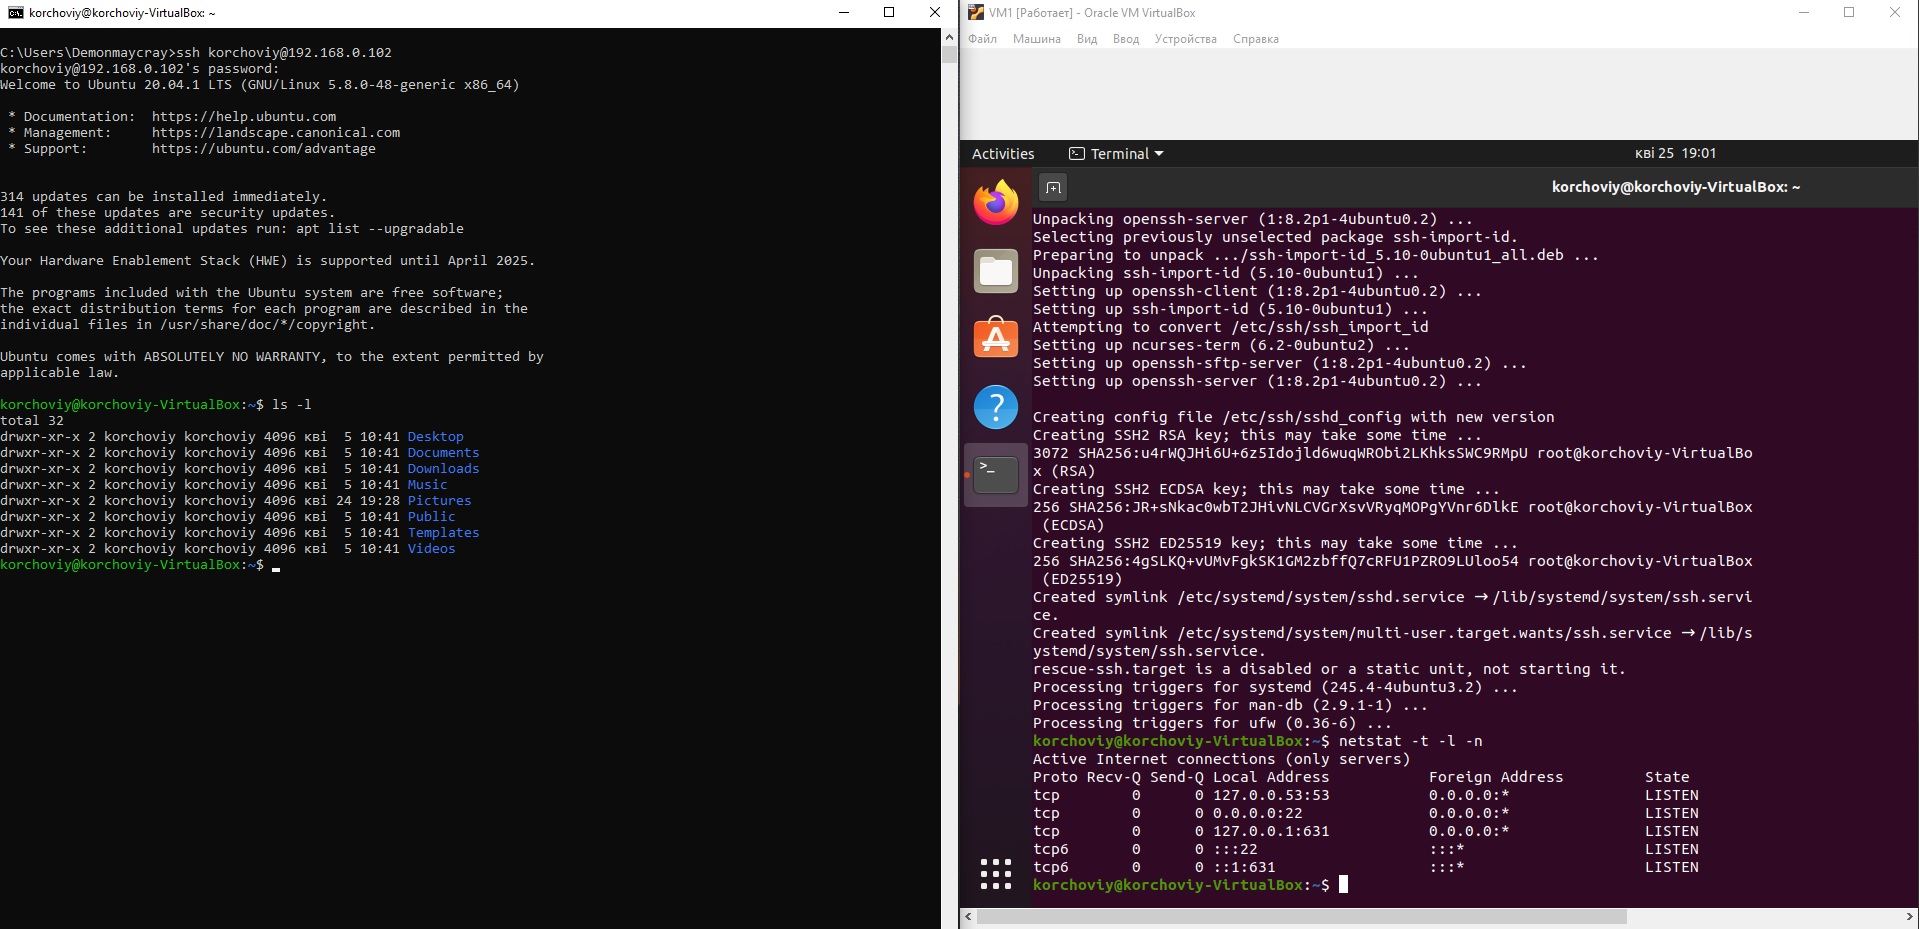 korchoviy@korchoviy-VirtualBox: ~
C:\Users\Demonmaycray>ssh korchoviy@192.168.0.102
korchoviy@192.168.0.102's password:
Welcome to Ubuntu 20.04.1 LTS (GNU/Linux 5.8.0-48-generic x86_64)
* Documentation:  https://help.ubuntu.com
* Management:     https://landscape.canonical.com
* Support:        https://ubuntu.com/advantage
314 updates can be installed immediately.
141 of these updates are security updates.
To see these additional updates run: apt list --upgradable
Your Hardware Enablement Stack (HWE) is supported until April 2025.
The programs included with the Ubuntu system are free software;
the exact distribution terms for each program are described in the
individual files in /usr/share/doc/*/copyright.
Ubuntu comes with ABSOLUTELY NO WARRANTY, to the extent permitted by
applicable law.
korchoviy@korchoviy-VirtualBox:~$ ls -l
total 32
drwxr-xr-x 2 korchoviy korchoviy 4096 кві  5 10:41 Desktop
drwxr-xr-x 2 korchoviy korchoviy 4096 кві  5 10:41 Documents
drwxr-xr-x 2 korchoviy korchoviy 4096 кві  5 10:41 Downloads
drwxr-xr-x 2 korchoviy korchoviy 4096 кві  5 10:41 Music
drwxr-xr-x 2 korchoviy korchoviy 4096 кві 24 19:28 Pictures
drwxr-xr-x 2 korchoviy korchoviy 4096 кві  5 10:41 Public
drwxr-xr-x 2 korchoviy korchoviy 4096 кві  5 10:41 Templates
drwxr-xr-x 2 korchoviy korchoviy 4096 кві  5 10:41 Videos
korchoviy@korchoviy-VirtualBox:~$
VM1 [Работает] - Oracle VM VirtualBox
Файл Машина Вид Ввод Устройства Справка
Activities Terminal кві 25 19:01
korchoviy@korchoviy-VirtualBox: ~
Unpacking openssh-server (1:8.2p1-4ubuntu0.2) ...
Selecting previously unselected package ssh-import-id.
Preparing to unpack .../ssh-import-id_5.10-0ubuntu1_all.deb ...
Unpacking ssh-import-id (5.10-0ubuntu1) ...
Setting up openssh-client (1:8.2p1-4ubuntu0.2) ...
Setting up ssh-import-id (5.10-0ubuntu1) ...
Attempting to convert /etc/ssh/ssh_import_id
Setting up ncurses-term (6.2-0ubuntu2) ...
Setting up openssh-sftp-server (1:8.2p1-4ubuntu0.2) ...
Setting up openssh-server (1:8.2p1-4ubuntu0.2) ...
Creating config file /etc/ssh/sshd_config with new version
Creating SSH2 RSA key; this may take some time ...
3072 SHA256:u4rWQJHi6U+6z5Idojld6wuqWRObi2LKhksSWC9RMpU root@korchoviy-VirtualBo
x (RSA)
Creating SSH2 ECDSA key; this may take some time ...
256 SHA256:JR+sNkac0wbT2JHivNLCVGrXsvVRyqMOPgYVnr6DlkE root@korchoviy-VirtualBox
(ECDSA)
Creating SSH2 ED25519 key; this may take some time ...
256 SHA256:4gSLKQ+vUMvFgkSK1GM2zbffQ7cRFU1PZRO9LUloo54 root@korchoviy-VirtualBox
(ED25519)
Created symlink /etc/systemd/system/sshd.service → /lib/systemd/system/ssh.servi
ce.
Created symlink /etc/systemd/system/multi-user.target.wants/ssh.service → /lib/s
ystemd/system/ssh.service.
rescue-ssh.target is a disabled or a static unit, not starting it.
Processing triggers for systemd (245.4-4ubuntu3.2) ...
Processing triggers for man-db (2.9.1-1) ...
Processing triggers for ufw (0.36-6) ...
korchoviy@korchoviy-VirtualBox:~$ netstat -t -l -n
Active Internet connections (only servers)
Proto Recv-Q Send-Q Local Address           Foreign Address         State
tcp        0      0 127.0.0.53:53           0.0.0.0:*               LISTEN
tcp        0      0 0.0.0.0:22              0.0.0.0:*               LISTEN
tcp        0      0 127.0.0.1:631           0.0.0.0:*               LISTEN
tcp6       0      0 :::22                   :::*                    LISTEN
tcp6       0      0 ::1:631                 :::*                    LISTEN
korchoviy@korchoviy-VirtualBox:~$